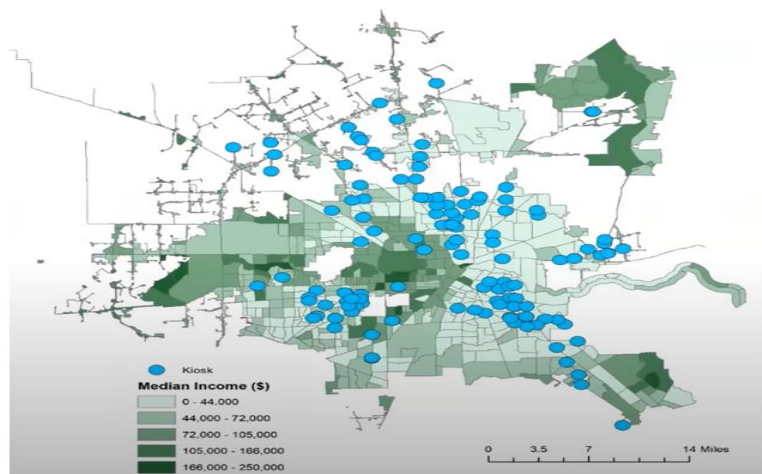 Kiosk
Median Income ($)
0 - 44,000
44,000 - 72,000
72,000 - 105,000
105,000 - 166,000
166,000 - 250,000
0 3.5 7 14 Miles